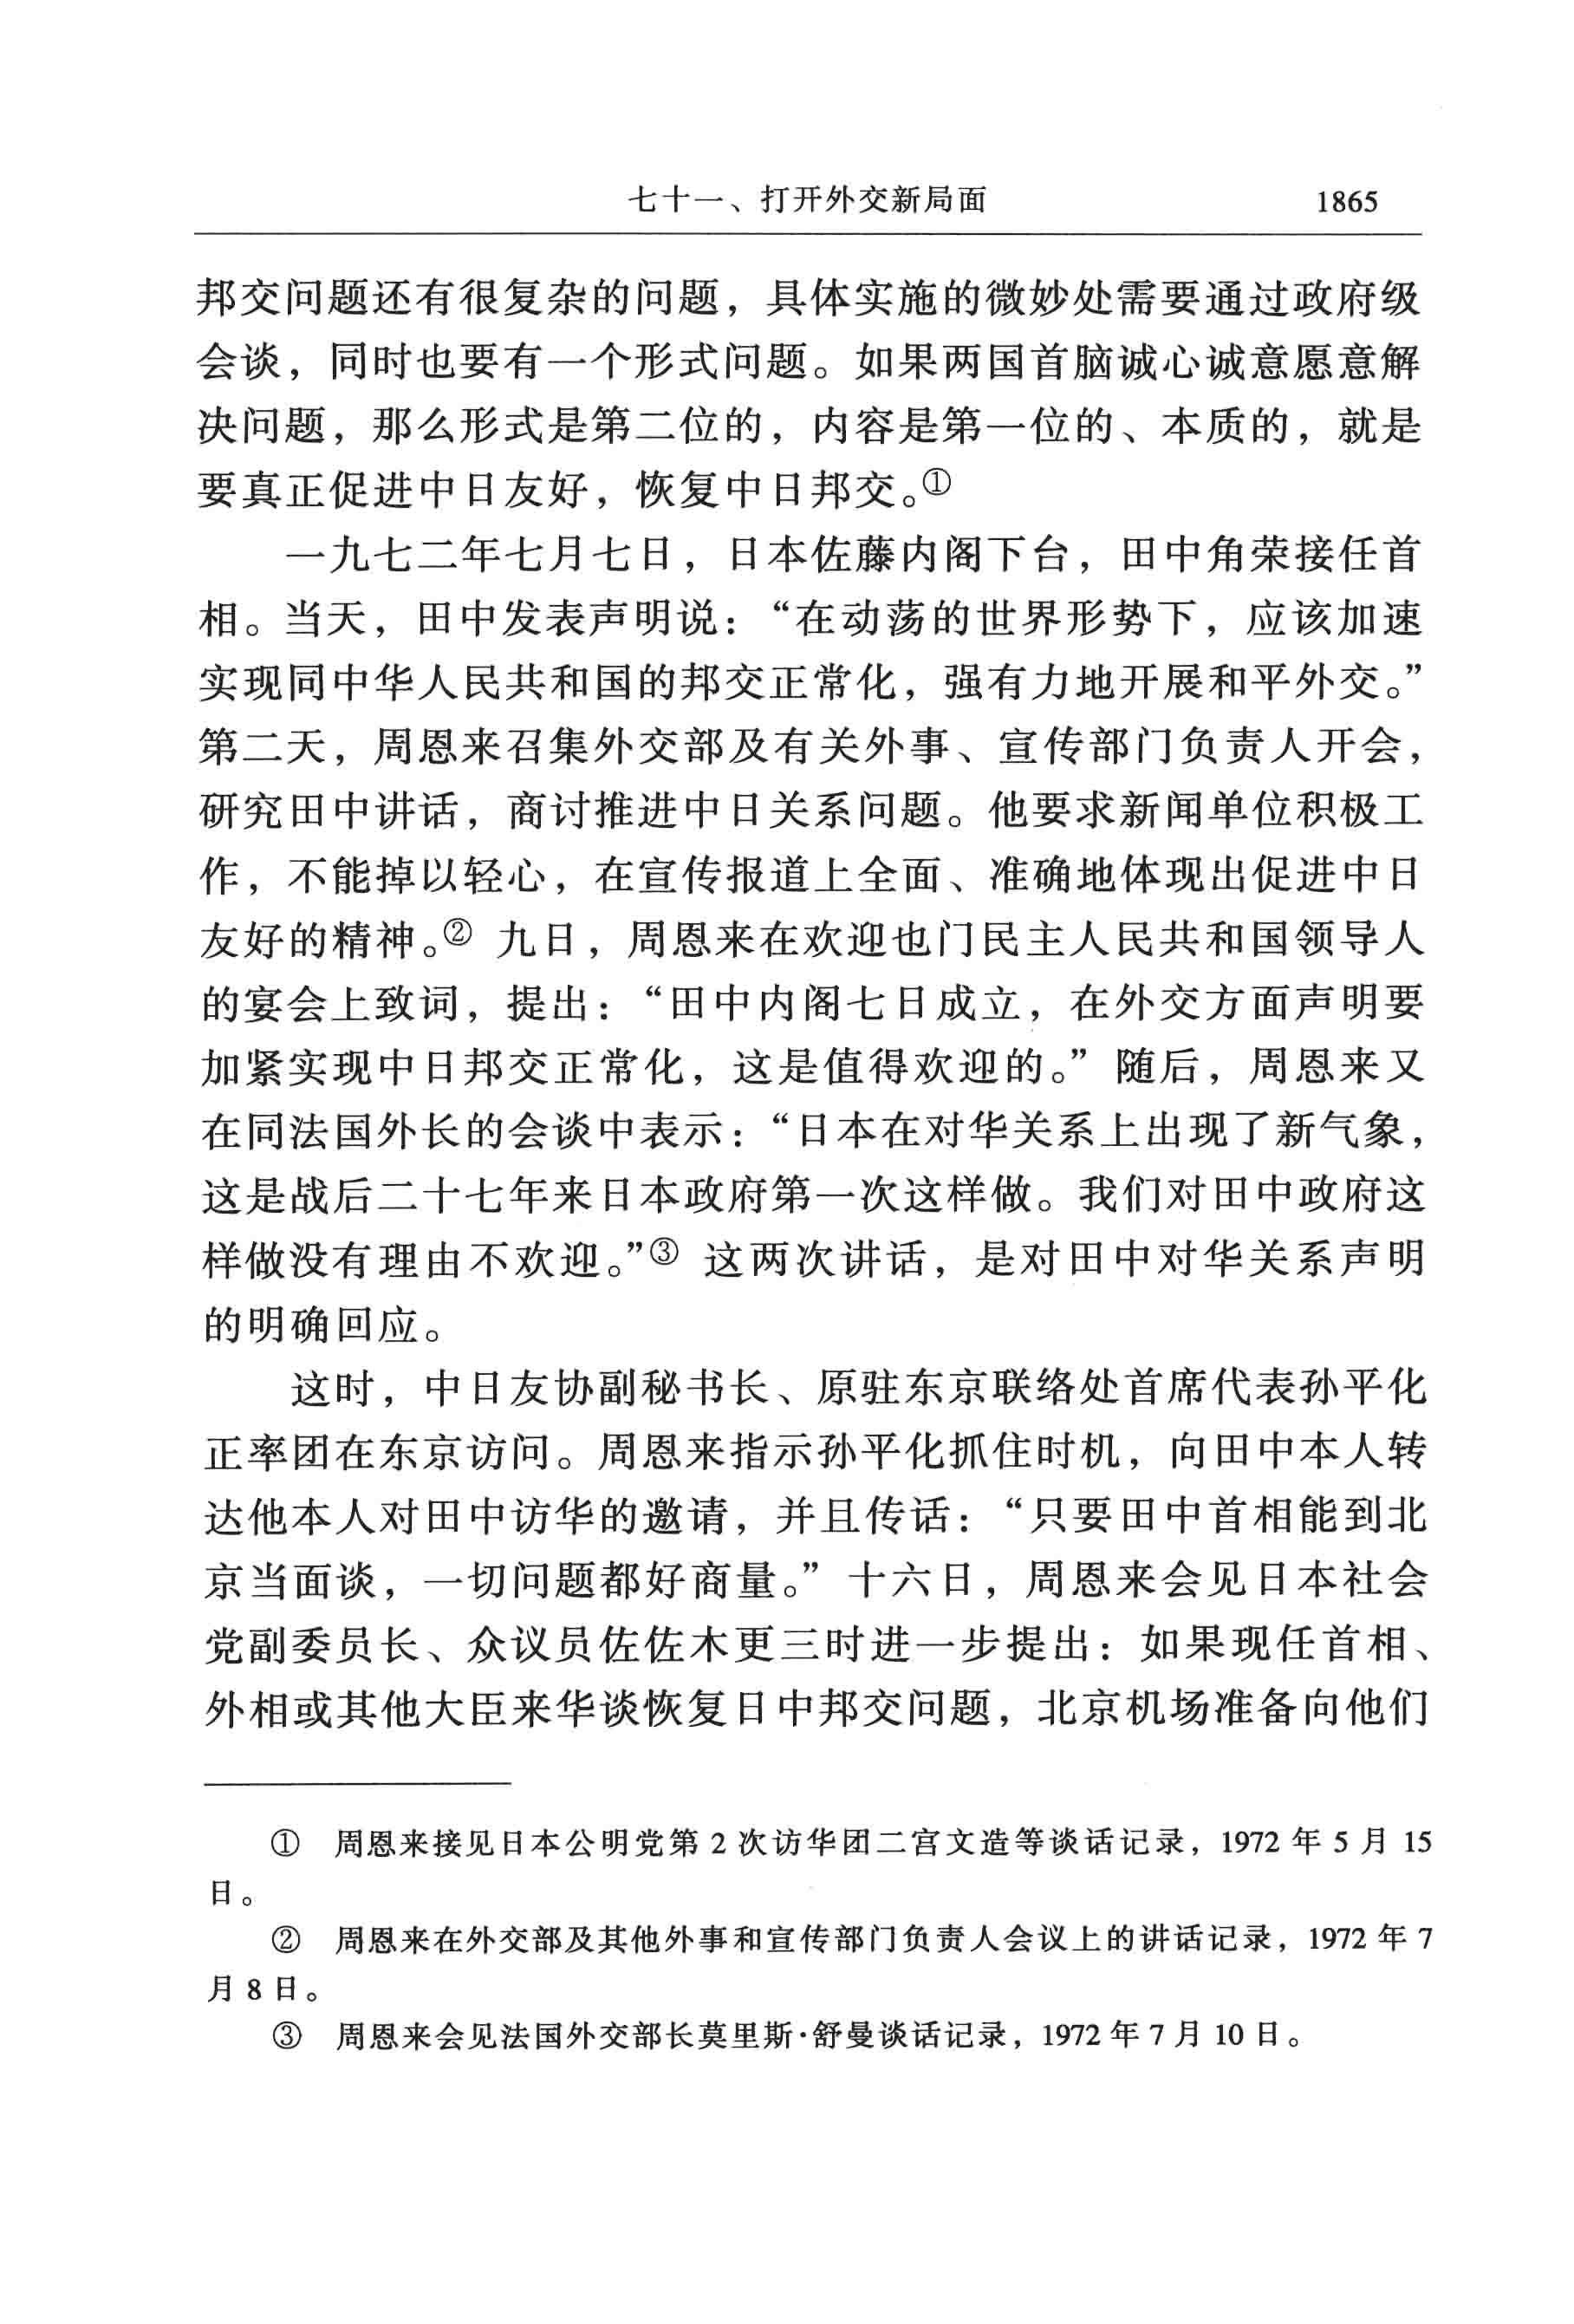 七十一、打开外交新局面 1865
邦交问题还有很复杂的问题，具体实施的微妙处需要通过政府级
会谈，同时也要有一个形式问题。如果两国首脑诚心诚意愿意解
决问题，那么形式是第二位的，内容是第一位的、本质的，就是
要真正促进中日友好，恢复中日邦交。①
一九七二年七月七日，日本佐藤内阁下台，田中角荣接任首
相。当天，田中发表声明说：“在动荡的世界形势下，应该加速
实现同中华人民共和国的邦交正常化，强有力地开展和平外交。”
第二天，周恩来召集外交部及有关外事、宣传部门负责人开会，
研究田中讲话，商讨推进中日关系问题。他要求新闻单位积极工
作，不能掉以轻心，在宣传报道上全面、准确地体现出促进中日
友好的精神。② 九日，周恩来在欢迎也门民主人民共和国领导人
的宴会上致词，提出：“田中内阁七日成立，在外交方面声明要
加紧实现中日邦交正常化，这是值得欢迎的。”随后，周恩来又
在同法国外长的会谈中表示：“日本在对华关系上出现了新气象，
这是战后二十七年来日本政府第一次这样做。我们对田中政府这
样做没有理由不欢迎。”③ 这两次讲话，是对田中对华关系声明
的明确回应。
这时，中日友协副秘书长、原驻东京联络处首席代表孙平化
正率团在东京访问。周恩来指示孙平化抓住时机，向田中本人转
达他本人对田中访华的邀请，并且传话：“只要田中首相能到北
京当面谈，一切问题都好商量。”十六日，周恩来会见日本社会
党副委员长、众议员佐佐木更三时进一步提出：如果现任首相、
外相或其他大臣来华谈恢复日中邦交问题，北京机场准备向他们
① 周恩来接见日本公明党第 2 次访华团二宫文造等谈话记录，1972 年 5 月 15
日。
② 周恩来在外交部及其他外事和宣传部门负责人会议上的讲话记录，1972 年 7
月 8 日。
③ 周恩来会见法国外交部长莫里斯·舒曼谈话记录，1972 年 7 月 10 日。